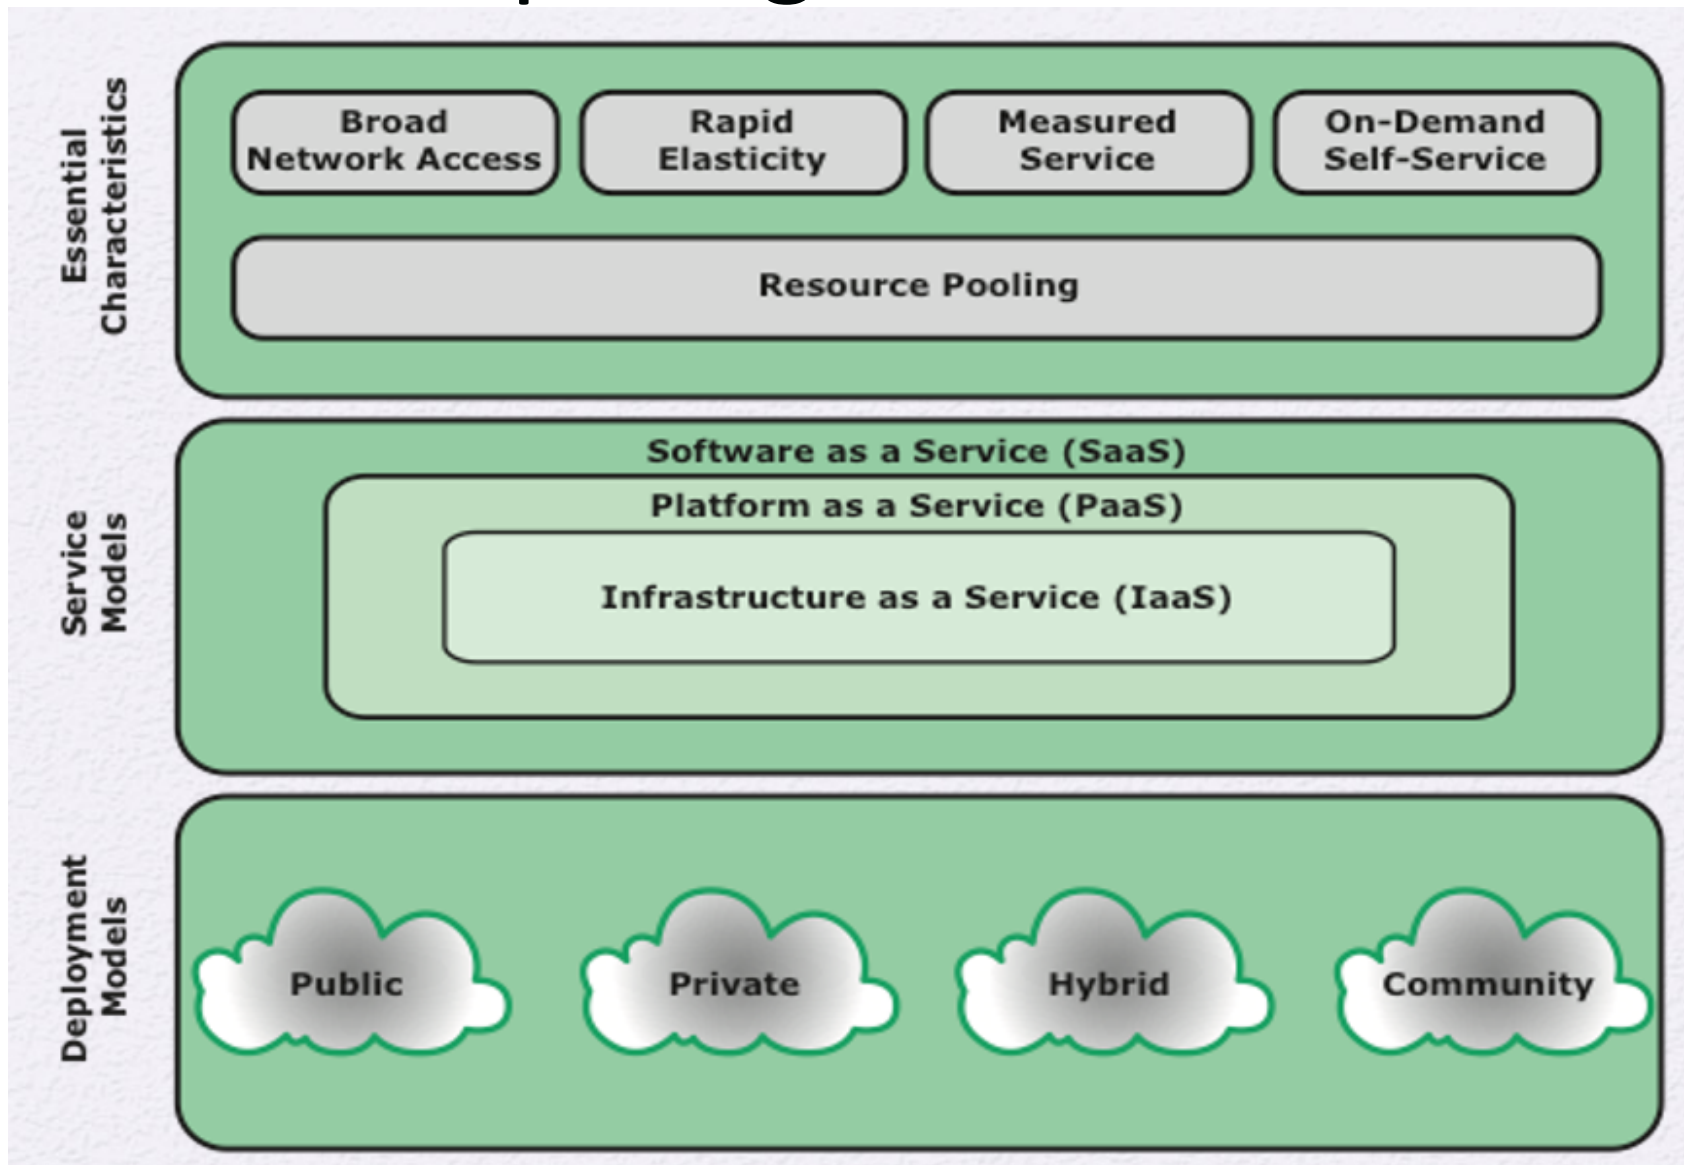 Essential
Characteristics
Broad
Network Access
Rapid
Elasticity
Measured
Service
On-Demand
Self-Service
Resource Pooling
Service
Models
Software as a Service (SaaS)
Platform as a Service (PaaS)
Infrastructure as a Service (IaaS)
Deployment
Models
Public
Private
Hybrid
Community